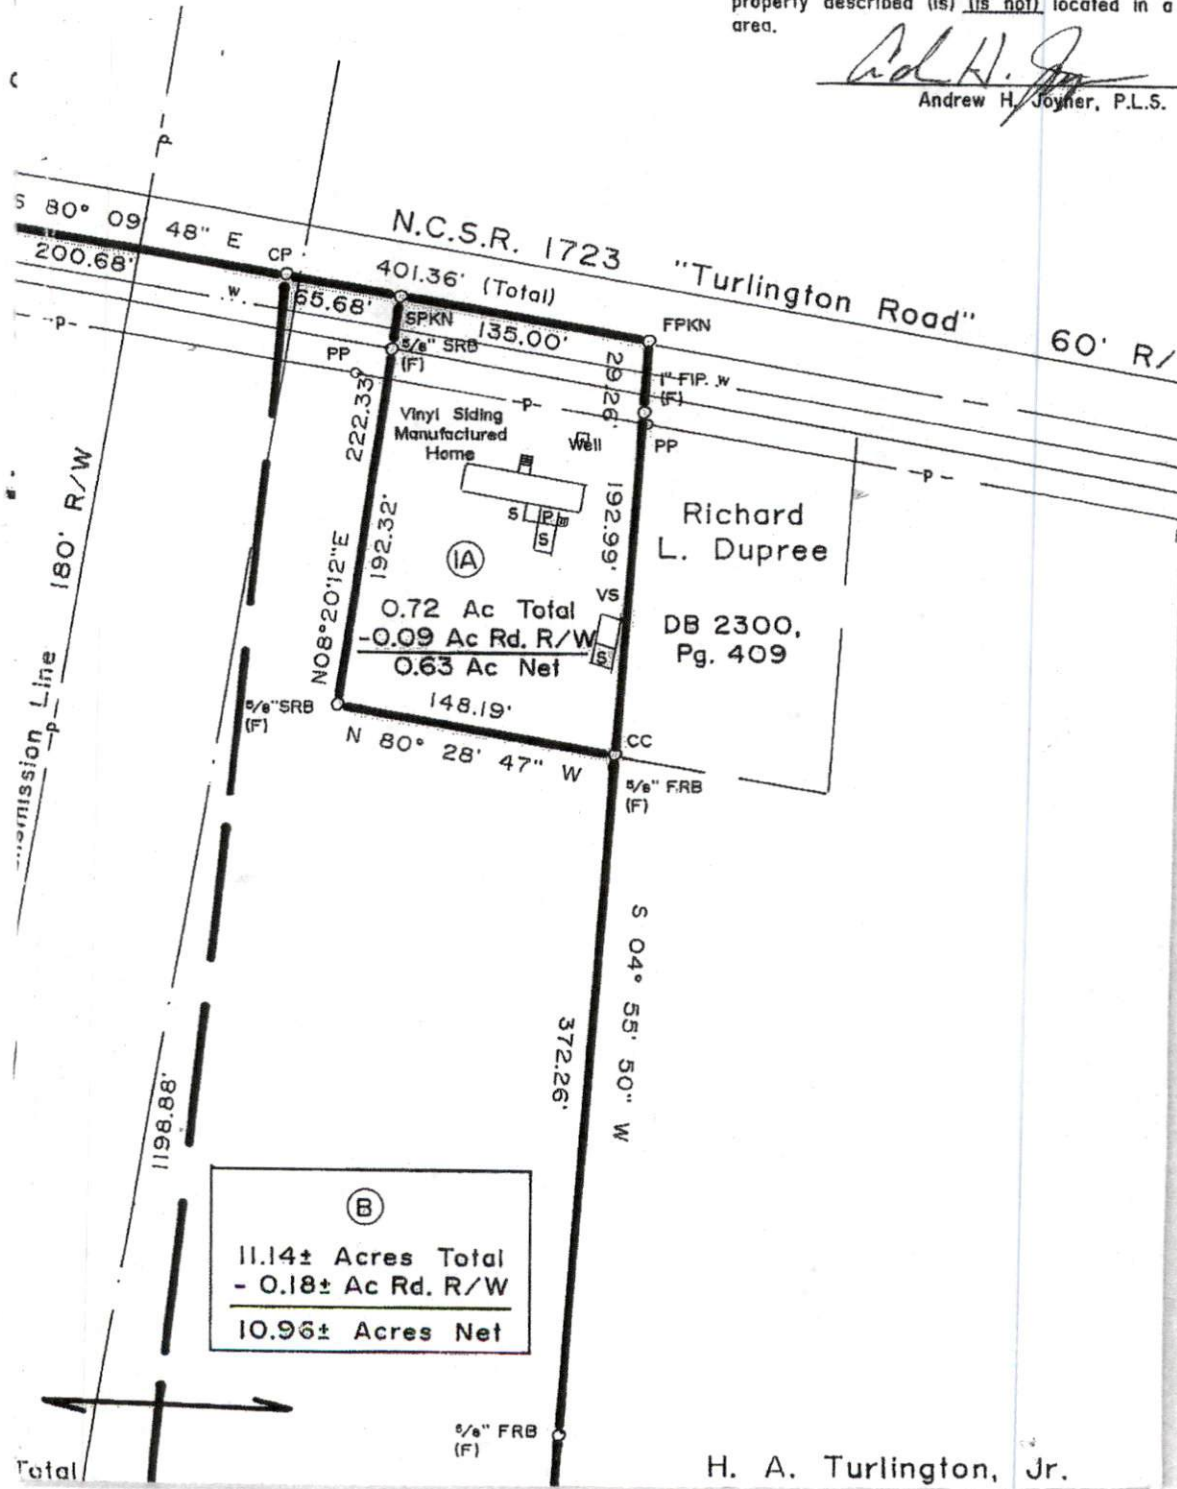 property described (is) (is not) located in a
area.
Andrew H. Joyner, P.L.S.
S 80° 09' 48" E
200.68'
CP
65.68'
401.36' (Total)
N.C.S.R. 1723 "Turlington Road" 60' R/
SPKN
135.00'
FPKN
W
-P-
PP
5/8" SRB
(F)
29.26'
1" FIP.
(F)
W
PP
-P-
-P-
P
222.33'
Vinyl Siding
Manufactured
Home
Well
S
P
S
192.32'
192.99'
N08°20'12"E
1A
0.72 Ac Total
-0.09 Ac Rd. R/W
0.63 Ac Net
VS
S
Richard
L. Dupree
DB 2300,
Pg. 409
180' R/W
Line
-P-
5/8" SRB
(F)
148.19'
N 80° 28' 47" W
CC
5/8" FRB
(F)
S 04° 55' 50" W
372.26'
1198.88'
B
11.14± Acres Total
- 0.18± Ac Rd. R/W
10.96± Acres Net
5/8" FRB
(F)
Total
H. A. Turlington, Jr.